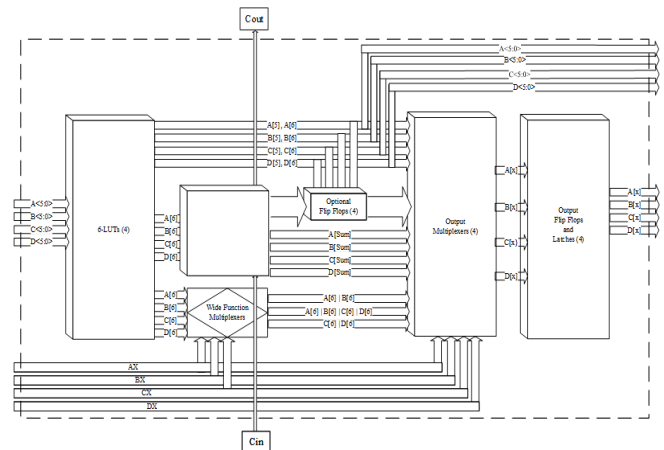 Cout
A<5:0>
B<5:0>
C<5:0>
D<5:0>
A[5], A[6]
B[5], B[6]
C[5], C[6]
D[5], D[6]
A<5:0>
B<5:0>
C<5:0>
D<5:0>
6-LUTs (4)
A[6]
B[6]
C[6]
D[6]
Optional
Flip Flops (4)
A[Sum]
B[Sum]
C[Sum]
D[Sum]
Output
Multiplexers (4)
A[x]
B[x]
C[x]
D[x]
Output
Flip Flops
and
Latches (4)
A[x]
B[x]
C[x]
D[x]
A[6]
B[6]
C[6]
D[6]
Wide Function
Multiplexers
A[6] | B[6]
A[6] | B[6] | C[6] | D[6]
C[6] | D[6]
AX
BX
CX
DX
Cin